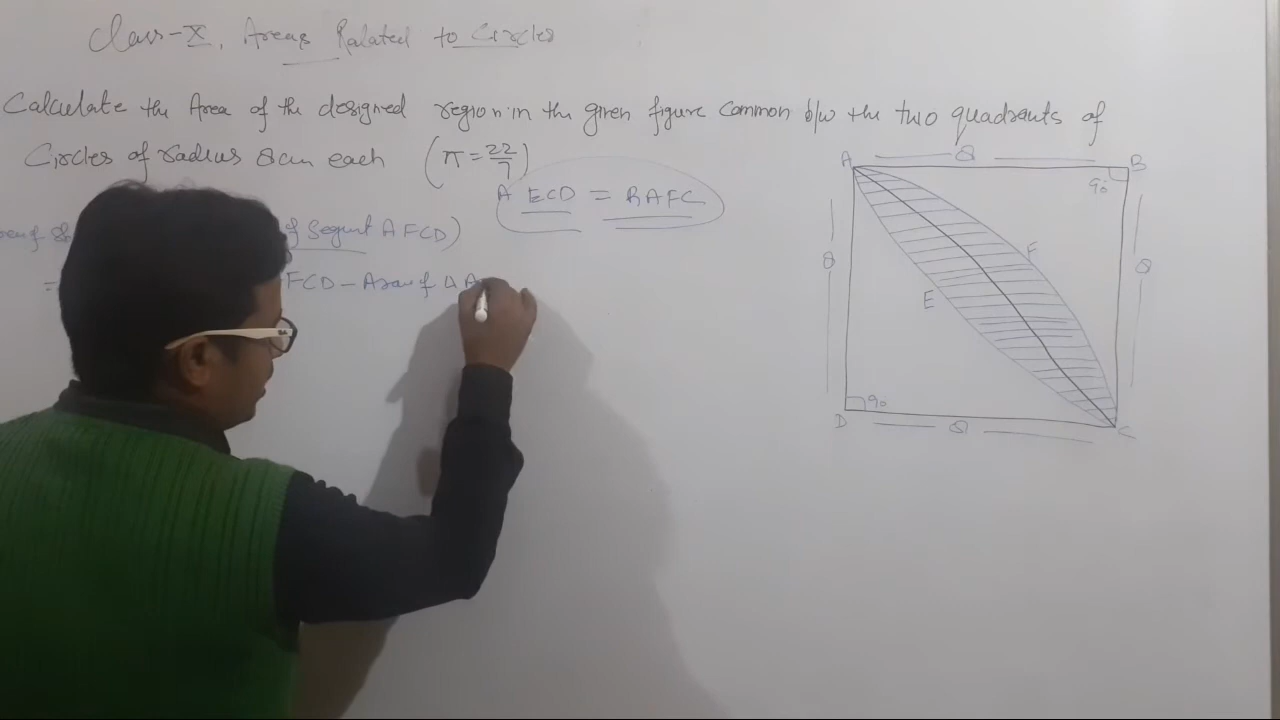 Class-X, Areas Ralated to Circles
Calculate the Area of the designed region in the given figure common b/w the two quadrants of
Circles of radius 8cm each (π = 22/7)
A ECD = BAFC
of Segment AFCD)
=
FCD - Area of Δ A
A 8 B
90
8
F
8
E
90
D 8 C